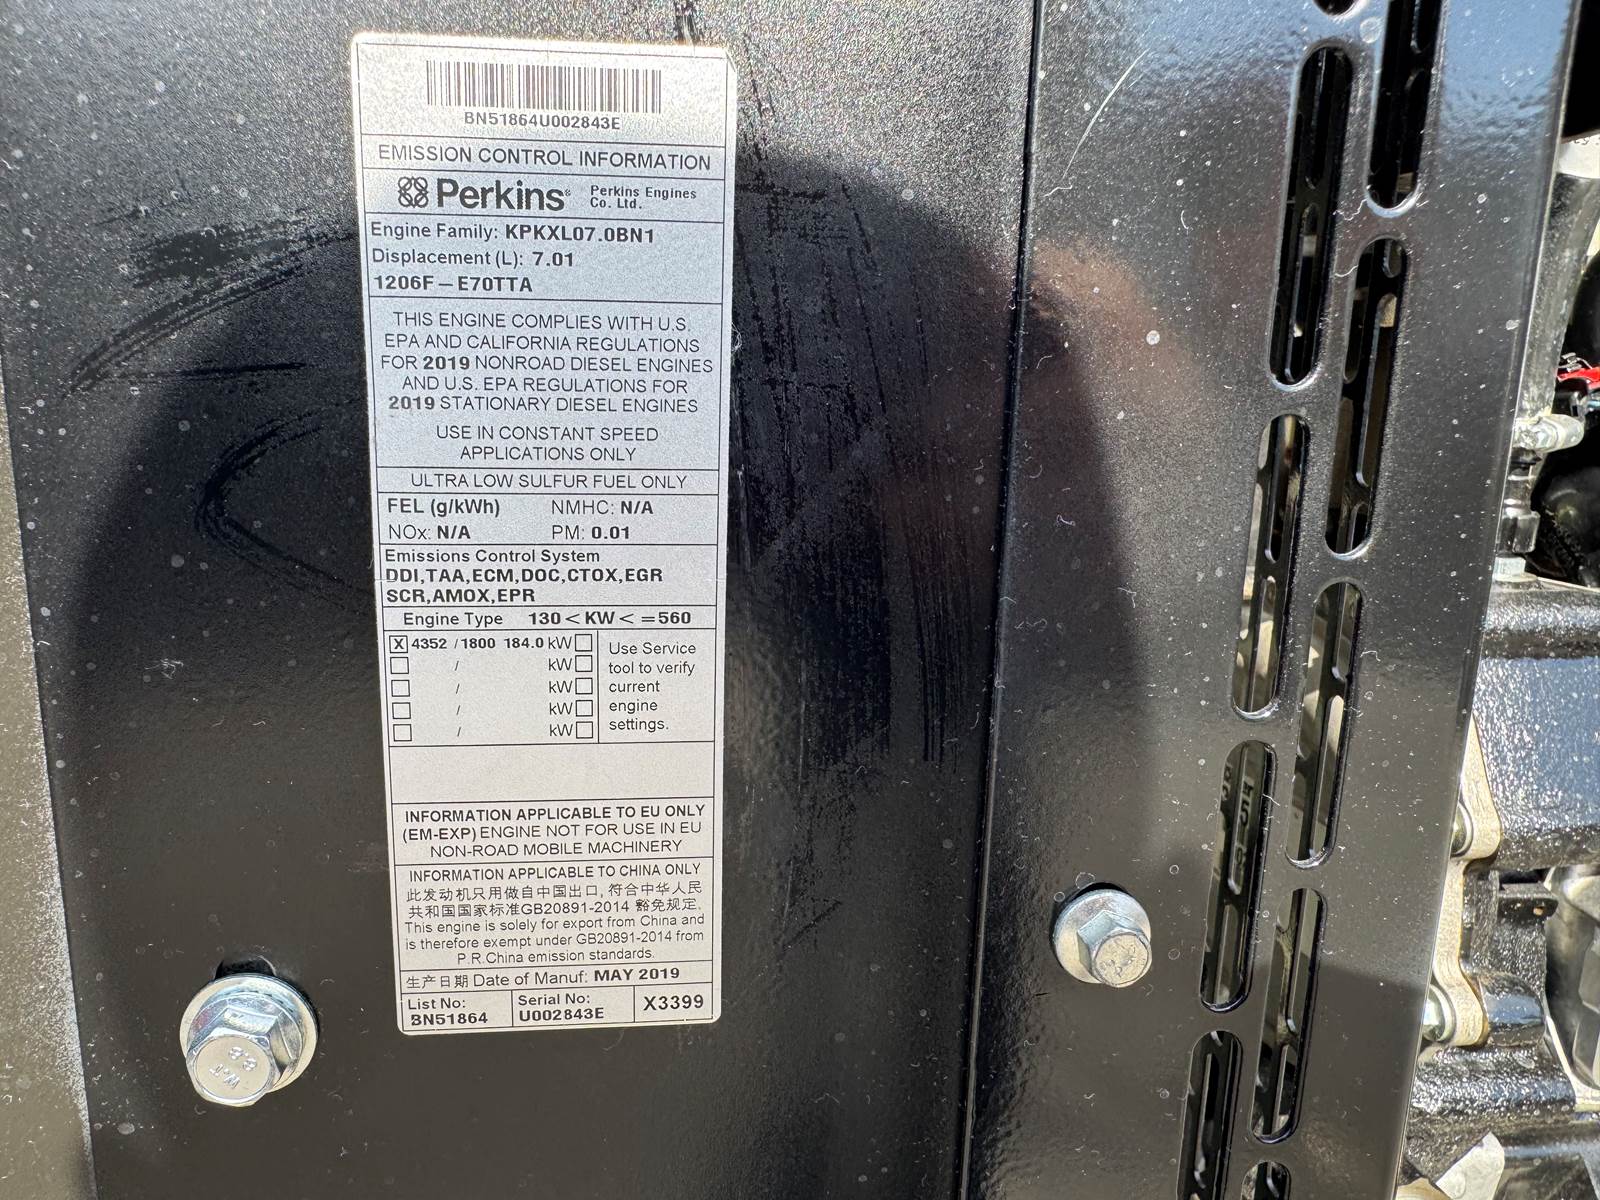 BN51864U002843E
EMISSION CONTROL INFORMATION
Perkins® Perkins Engines
Co. Ltd.
Engine Family: KPKXL07.0BN1
Displacement (L): 7.01
1206F – E70TTA
THIS ENGINE COMPLIES WITH U.S.
EPA AND CALIFORNIA REGULATIONS
FOR 2019 NONROAD DIESEL ENGINES
AND U.S. EPA REGULATIONS FOR
2019 STATIONARY DIESEL ENGINES
USE IN CONSTANT SPEED
APPLICATIONS ONLY
ULTRA LOW SULFUR FUEL ONLY
FEL (g/kWh) NMHC: N/A
NOx: N/A PM: 0.01
Emissions Control System
DDI,TAA,ECM,DOC,CTOX,EGR
SCR,AMOX,EPR
Engine Type 130 < KW < =560
X 4352 / 1800 184.0 kW
/ kW
/ kW
/ kW
/ kW
Use Service
tool to verify
current
engine
settings.
INFORMATION APPLICABLE TO EU ONLY
(EM-EXP) ENGINE NOT FOR USE IN EU
NON-ROAD MOBILE MACHINERY
INFORMATION APPLICABLE TO CHINA ONLY
此发动机只用做自中国出口, 符合中华人民
共和国国家标准GB20891-2014 豁免规定.
This engine is solely for export from China and
is therefore exempt under GB20891-2014 from
P.R.China emission standards.
生产日期 Date of Manuf: MAY 2019
List No:
BN51864
Serial No:
U002843E
X3399
8.8
W.T